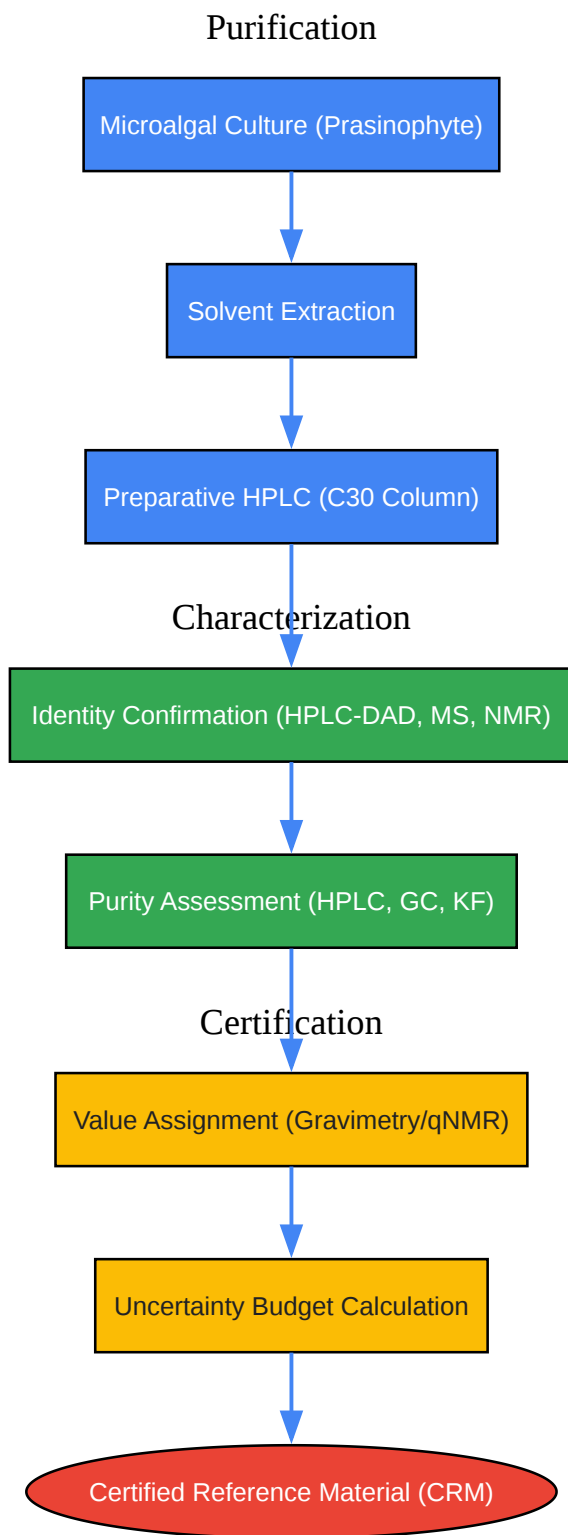 Purification
Microalgal Culture (Prasinophyte)
Solvent Extraction
Preparative HPLC (C30 Column)
Characterization
Identity Confirmation (HPLC-DAD, MS, NMR)
Purity Assessment (HPLC, GC, KF)
Certification
Value Assignment (Gravimetry/qNMR)
Uncertainty Budget Calculation
Certified Reference Material (CRM)